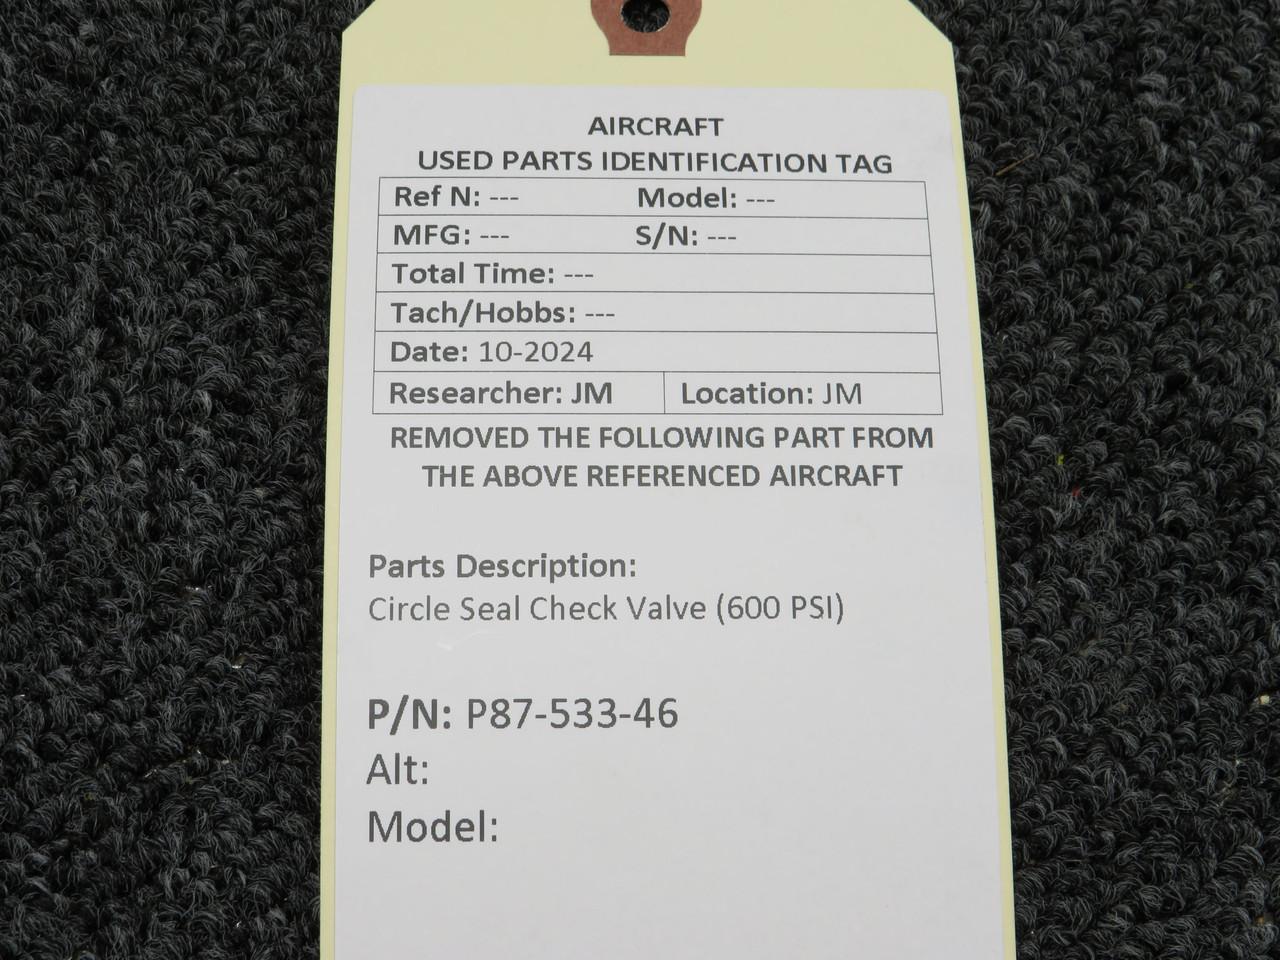 AIRCRAFT
USED PARTS IDENTIFICATION TAG
Ref N: --- Model: ---
MFG: --- S/N: ---
Total Time: ---
Tach/Hobbs: ---
Date: 10-2024
Researcher: JM Location: JM
REMOVED THE FOLLOWING PART FROM
THE ABOVE REFERENCED AIRCRAFT
Parts Description:
Circle Seal Check Valve (600 PSI)
P/N: P87-533-46
Alt:
Model: